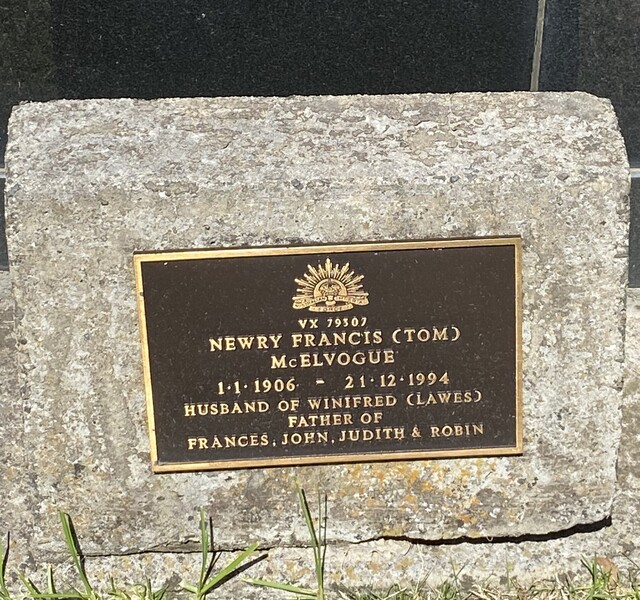 VX 79507
NEWRY FRANCIS (TOM)
McELVOGUE
1·1·1906 - 21·12·1994
HUSBAND OF WINIFRED (LAWES)
FATHER OF
FRANCES, JOHN, JUDITH & ROBIN